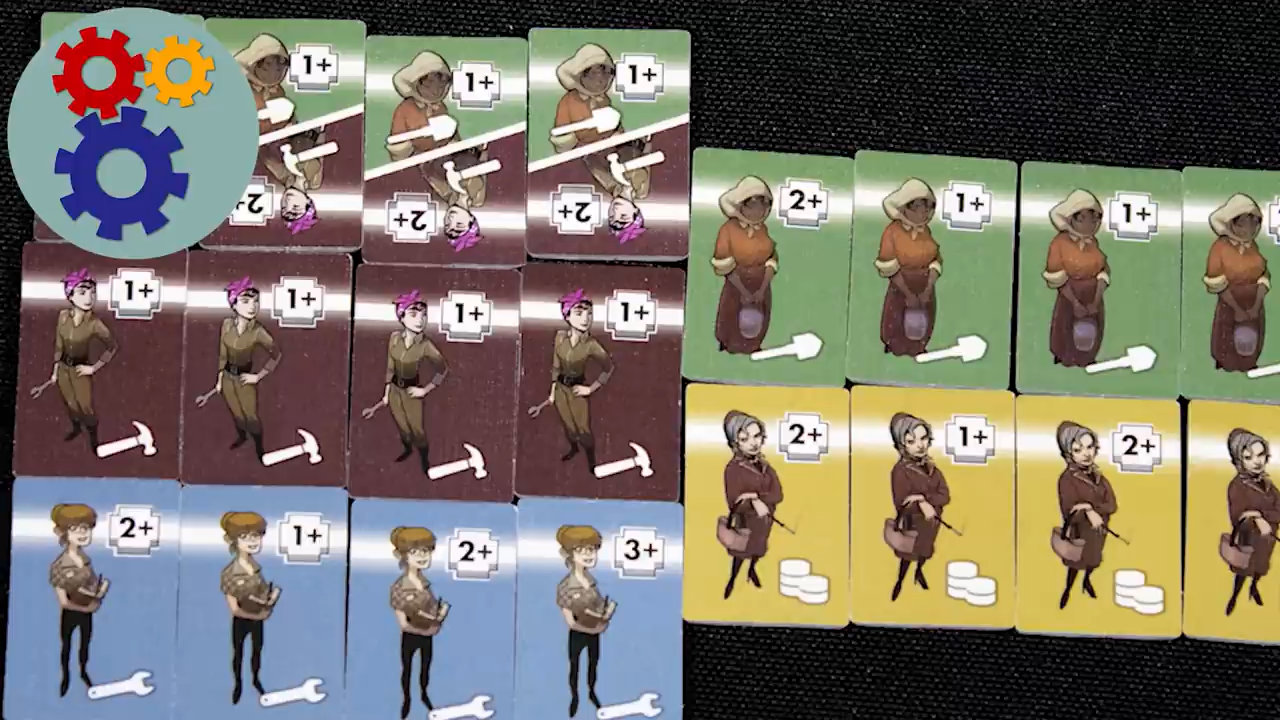 1+ 1+ 1+
2+ 2+ 2+
2+ 1+ 1+
1+ 1+ 1+ 1+
2+ 1+ 2+
2+ 1+ 2+ 3+